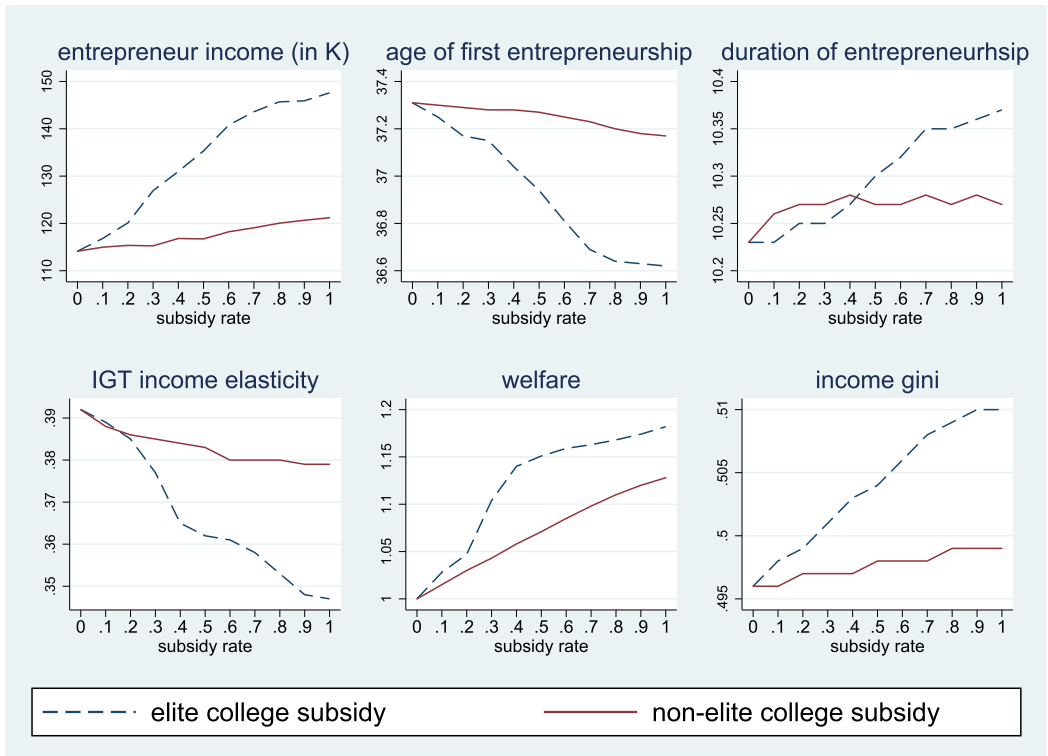 entrepreneur income (in K)
150
140
130
120
110
0 .1 .2 .3 .4 .5 .6 .7 .8 .9 1
subsidy rate
age of first entrepreneurship
37.4
37.2
37
36.8
36.6
0 .1 .2 .3 .4 .5 .6 .7 .8 .9 1
subsidy rate
duration of entrepreneurhsip
10.4
10.35
10.3
10.25
10.2
0 .1 .2 .3 .4 .5 .6 .7 .8 .9 1
subsidy rate
IGT income elasticity
.39
.38
.37
.36
.35
0 .1 .2 .3 .4 .5 .6 .7 .8 .9 1
subsidy rate
welfare
1.2
1.15
1.1
1.05
1
0 .1 .2 .3 .4 .5 .6 .7 .8 .9 1
subsidy rate
income gini
.51
.505
.5
.495
0 .1 .2 .3 .4 .5 .6 .7 .8 .9 1
subsidy rate
elite college subsidy
non-elite college subsidy